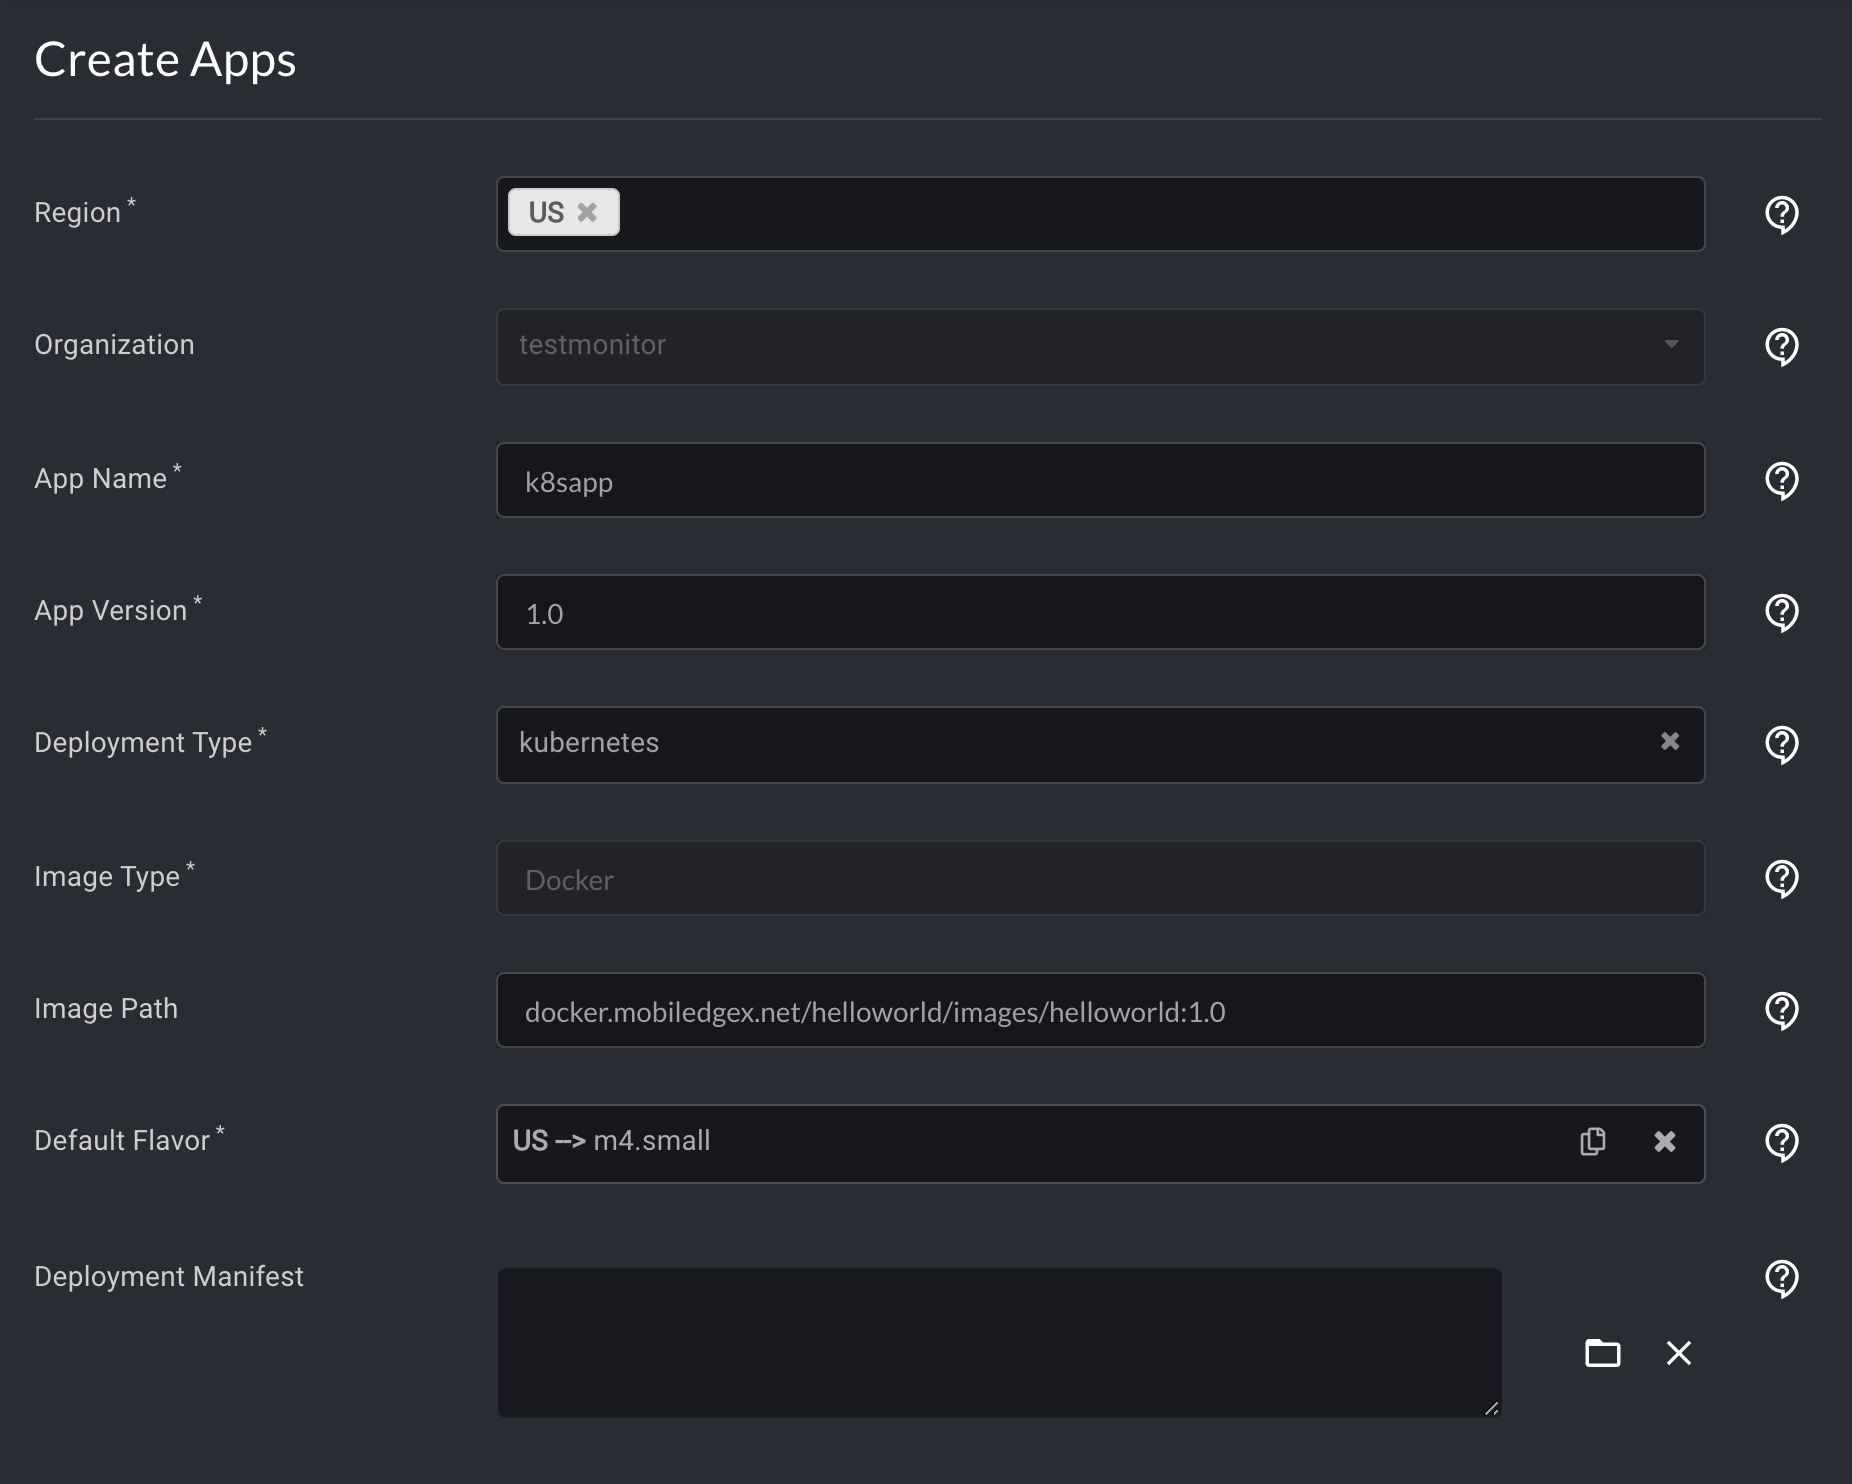 Create Apps
Region *
US
Organization
testmonitor
App Name *
k8sapp
App Version *
1.0
Deployment Type *
kubernetes
Image Type *
Docker
Image Path
docker.mobiledgex.net/helloworld/images/helloworld:1.0
Default Flavor *
US --> m4.small
Deployment Manifest